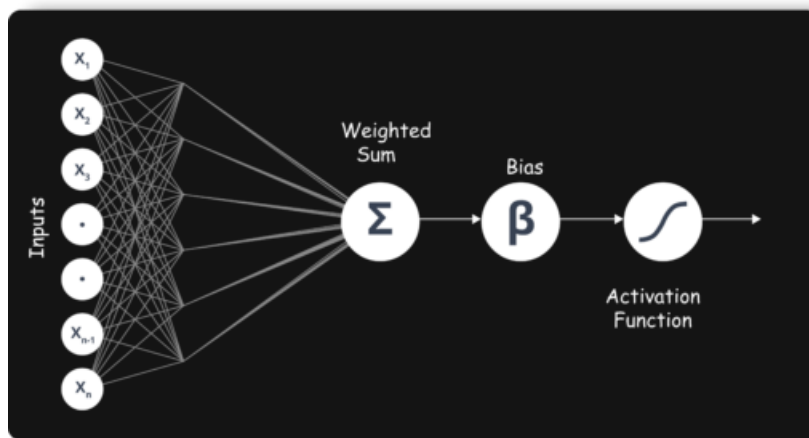 X1
X2
X3
Inputs
Xn-1
Xn
Weighted
Sum
Σ
Bias
β
Activation
Function